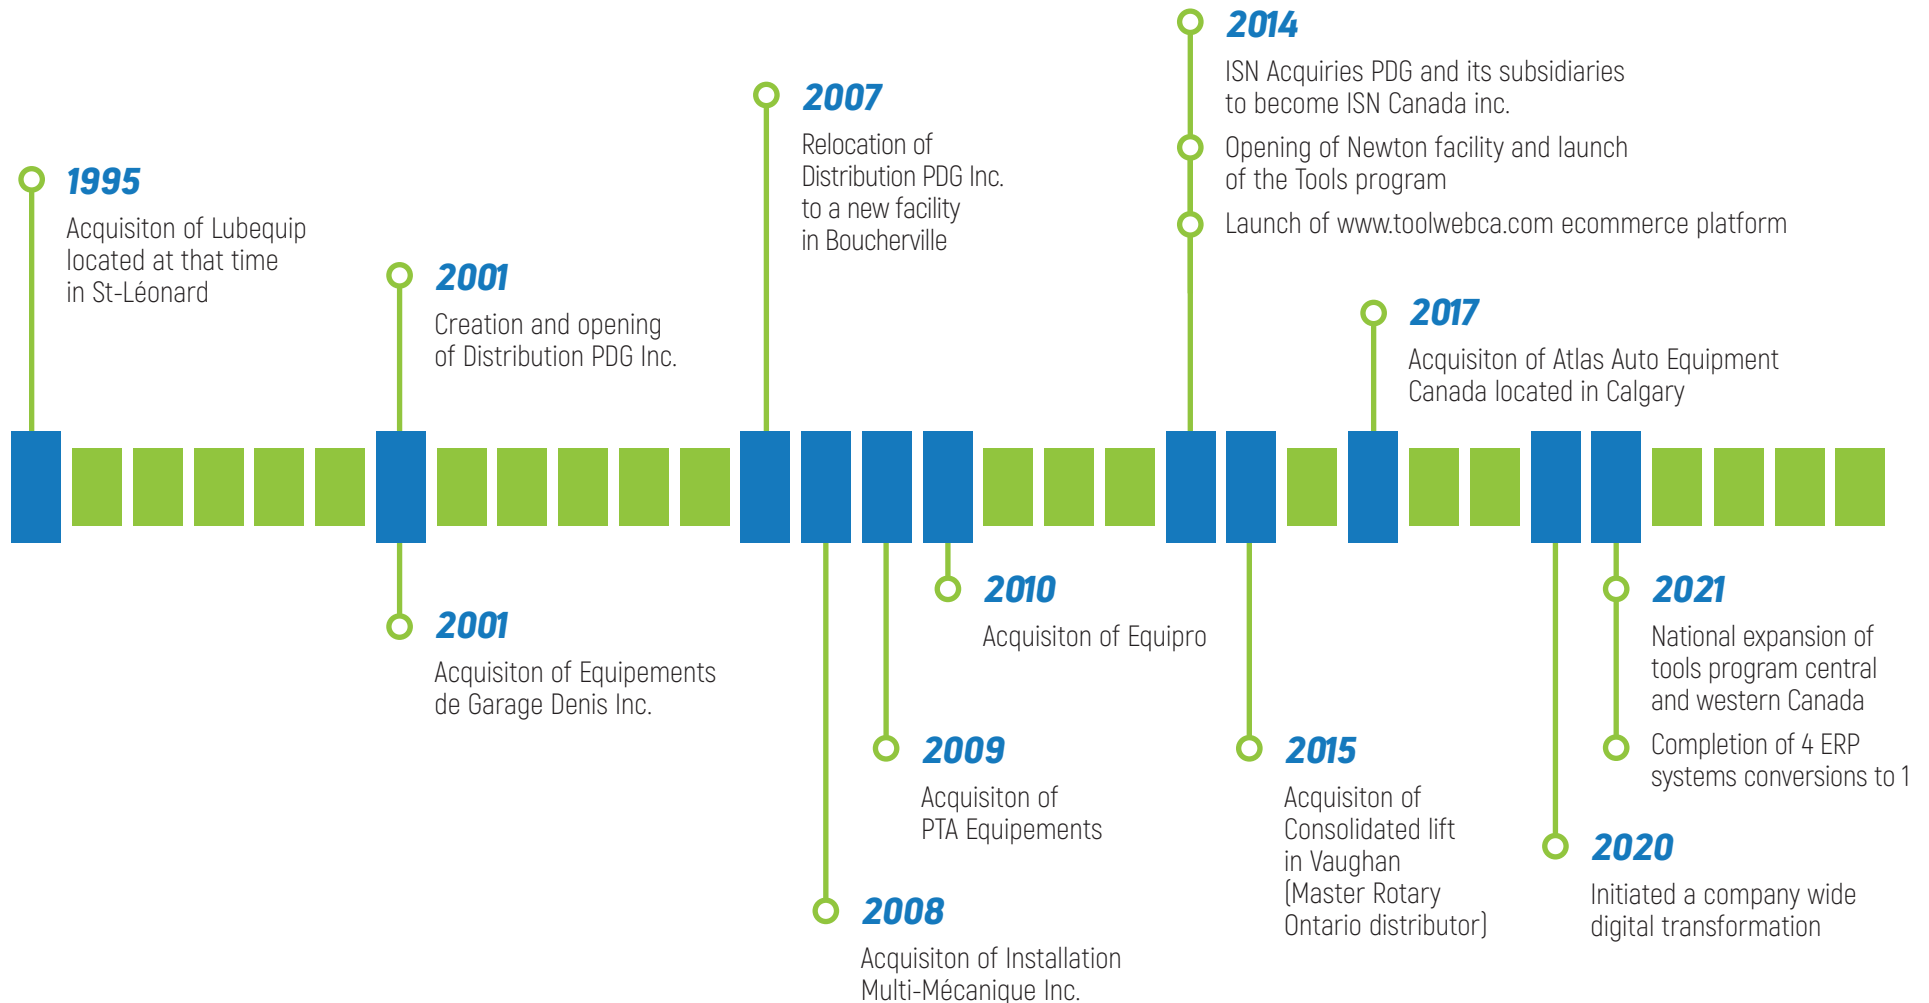 1995
Acquisiton of Lubequip
located at that time
in St-Léonard
2001
Creation and opening
of Distribution PDG Inc.
2001
Acquisiton of Equipements
de Garage Denis Inc.
2007
Relocation of
Distribution PDG Inc.
to a new facility
in Boucherville
2008
Acquisiton of Installation
Multi-Mécanique Inc.
2009
Acquisiton of
PTA Equipements
2010
Acquisiton of Equipro
2014
ISN Acquiries PDG and its subsidiaries
to become ISN Canada inc.
Opening of Newton facility and launch
of the Tools program
Launch of www.toolwebca.com ecommerce platform
2015
Acquisiton of
Consolidated lift
in Vaughan
(Master Rotary
Ontario distributor)
2017
Acquisiton of Atlas Auto Equipment
Canada located in Calgary
2020
Initiated a company wide
digital transformation
2021
National expansion of
tools program central
and western Canada
Completion of 4 ERP
systems conversions to 1